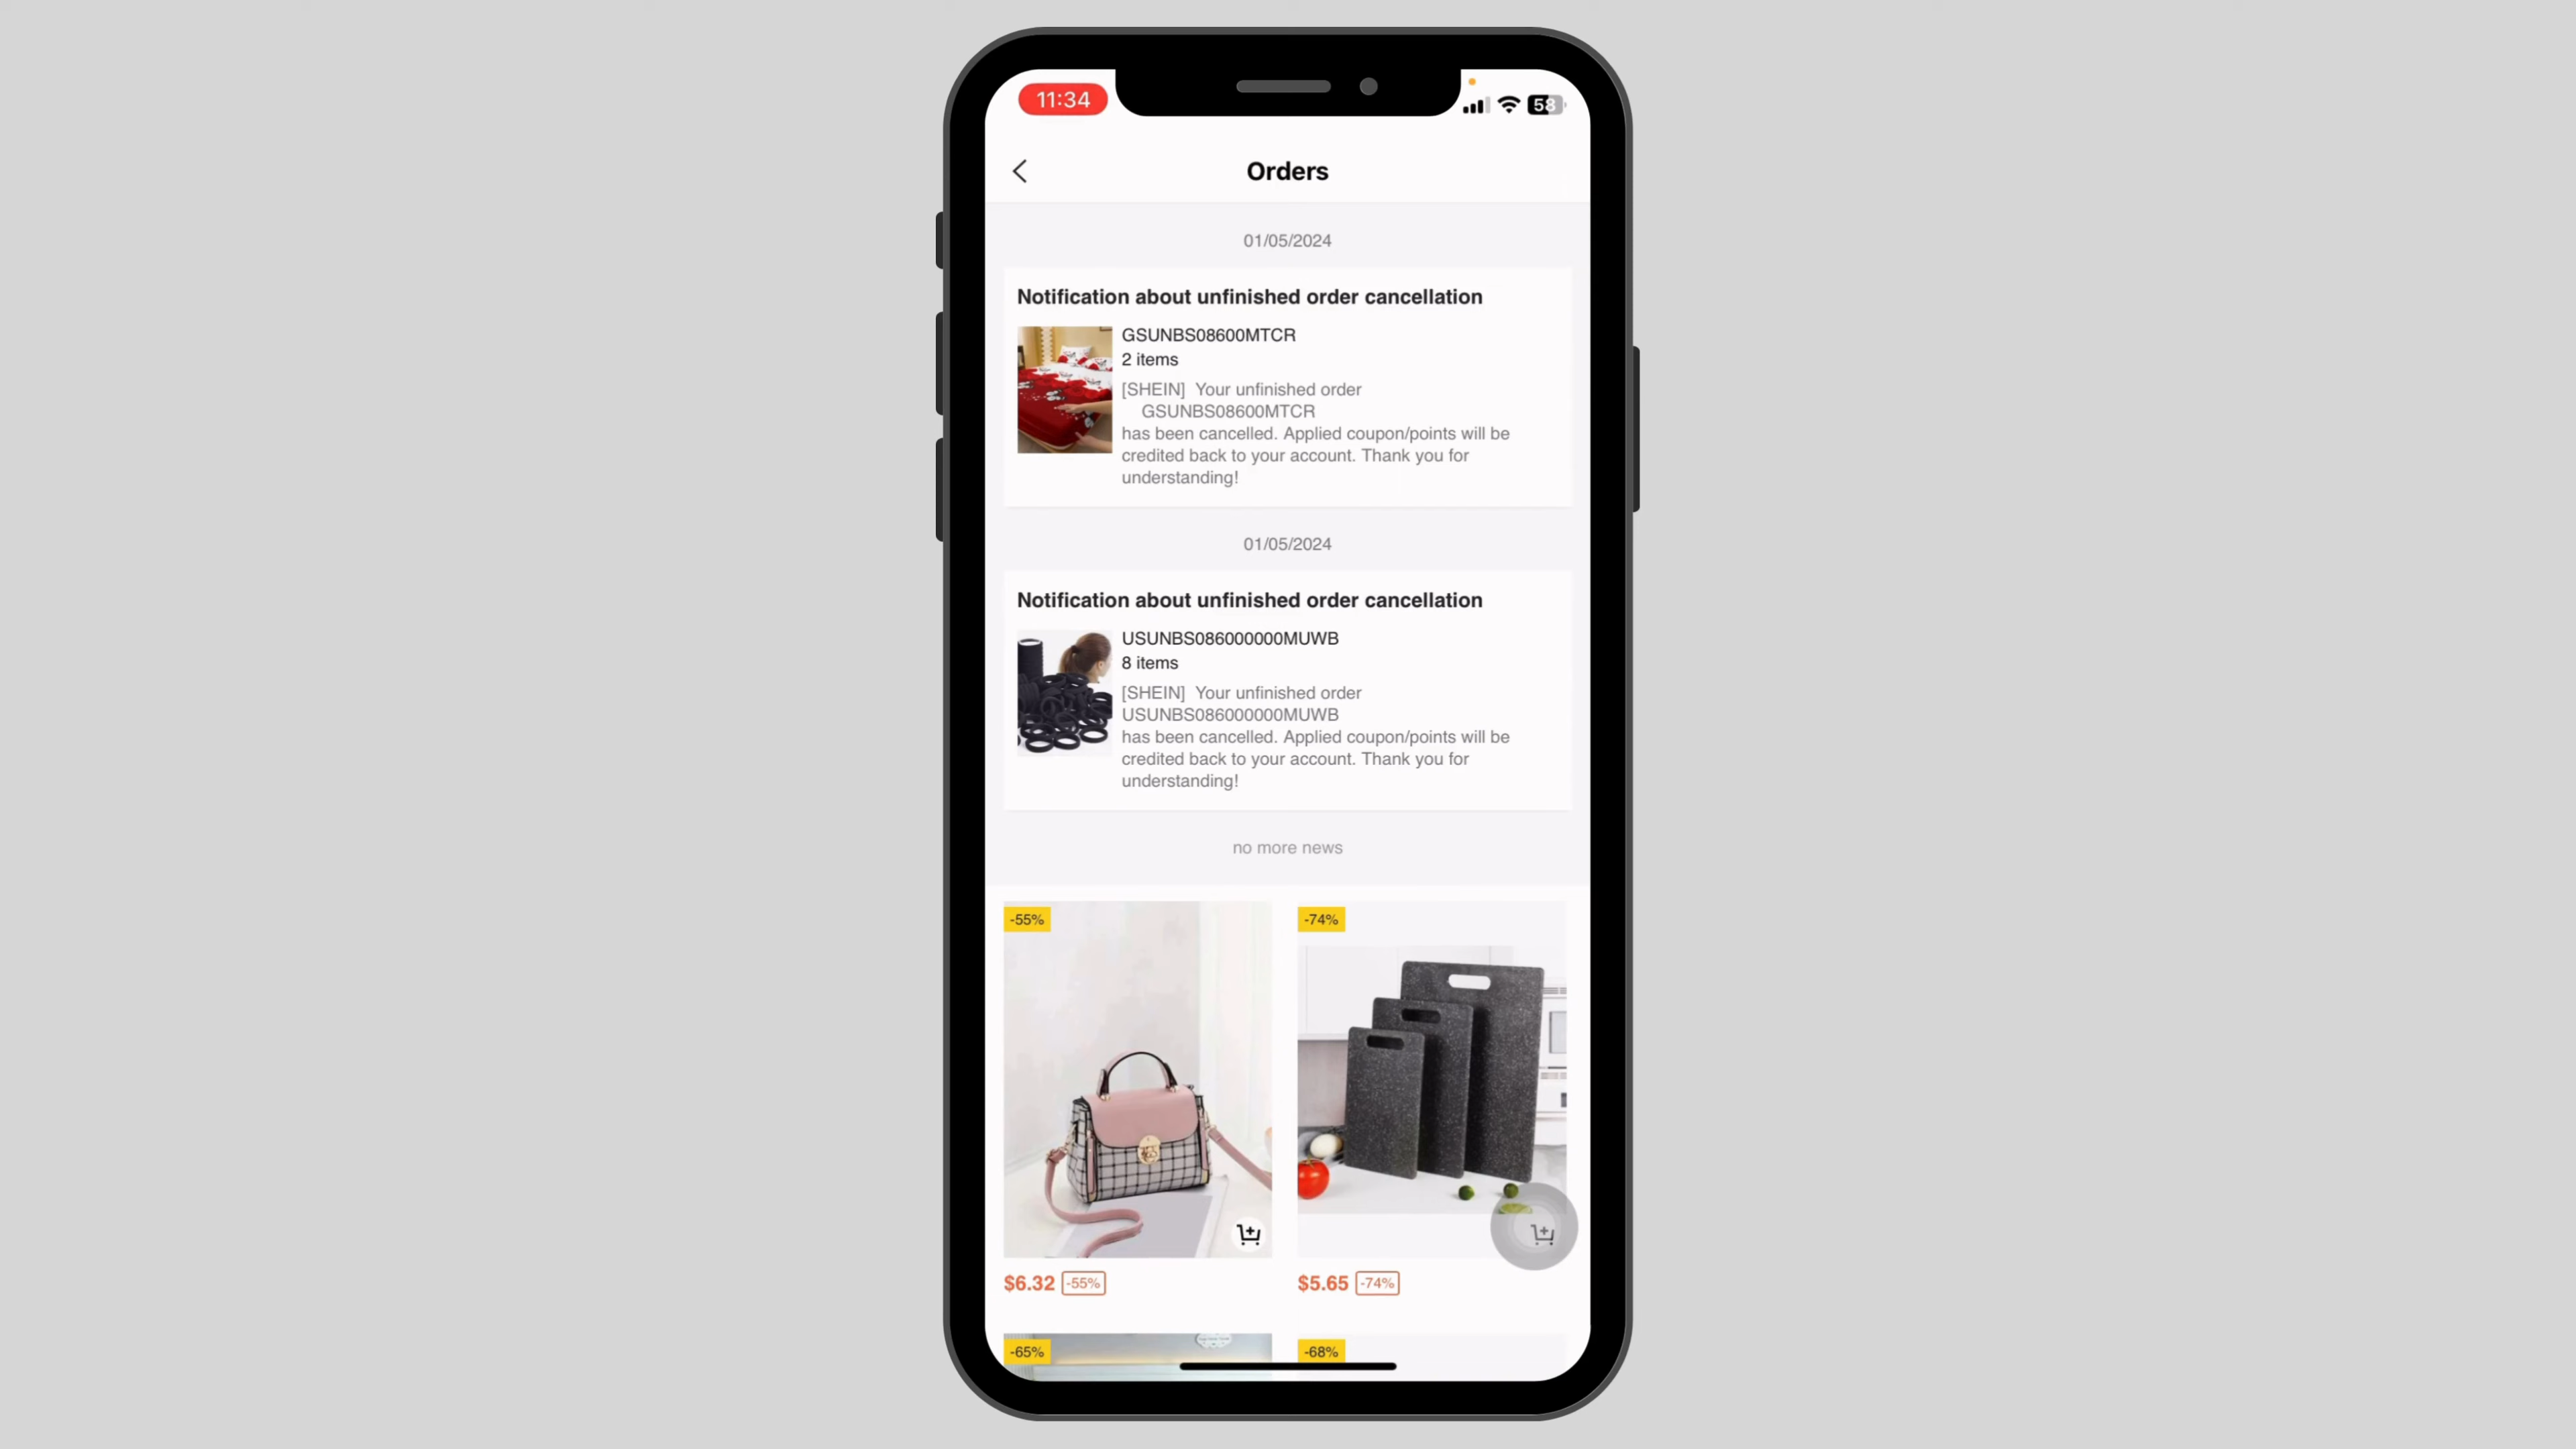 11:34
58
Orders
01/05/2024
Notification about unfinished order cancellation
GSUNBS08600MTCR
2 items
[SHEIN] Your unfinished order
GSUNBS08600MTCR
has been cancelled. Applied coupon/points will be
credited back to your account. Thank you for
understanding!
01/05/2024
Notification about unfinished order cancellation
USUNBS086000000MUWB
8 items
[SHEIN] Your unfinished order
USUNBS086000000MUWB
has been cancelled. Applied coupon/points will be
credited back to your account. Thank you for
understanding!
no more news
-55%
-74%
$6.32 -55%
$5.65 -74%
-65%
-68%